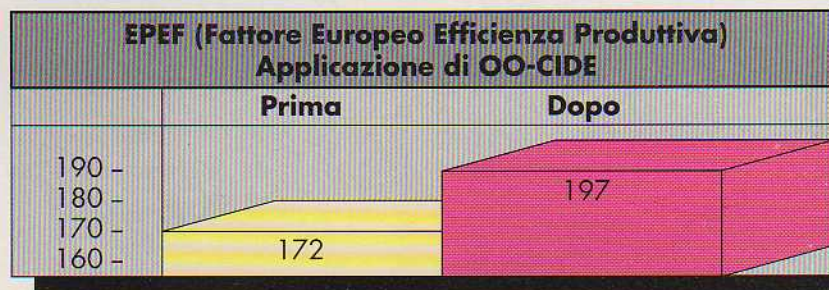 EPEF (Fattore Europeo Efficienza Produttiva)
Applicazione di OO-CIDE
Prima Dopo
190 -
180 -
170 -
160 -
172
197